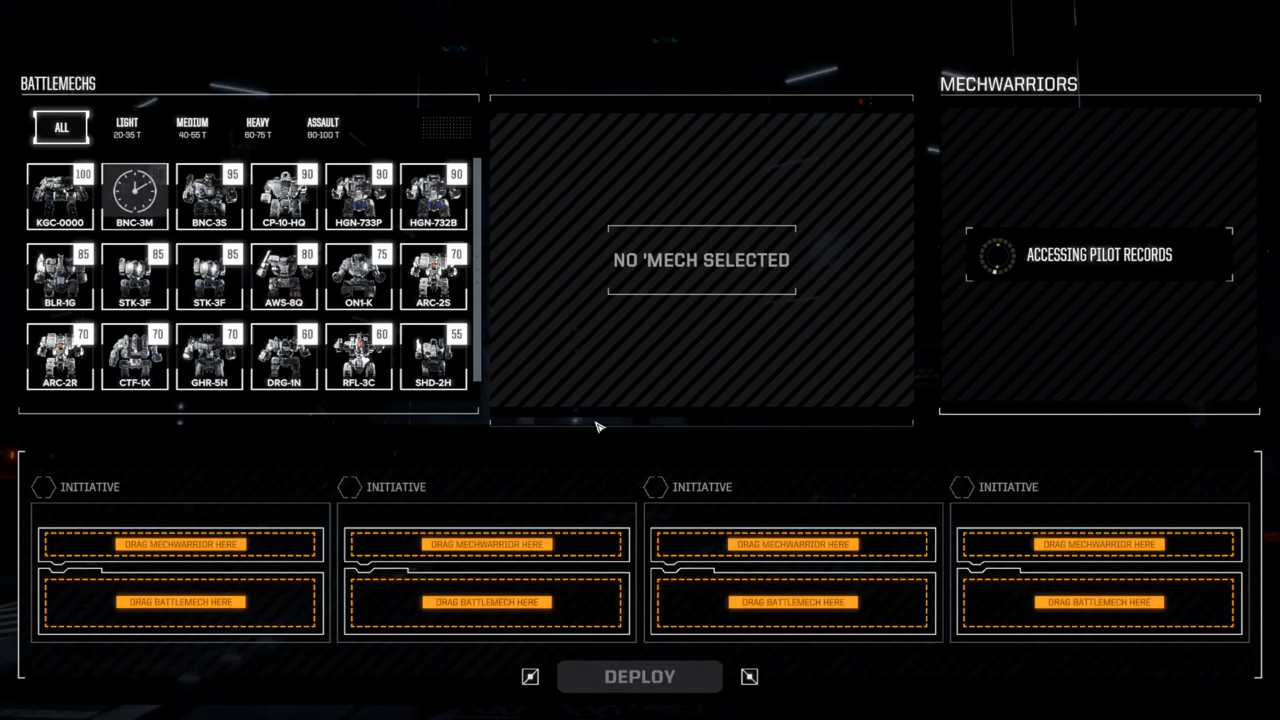 BATTLEMECHS
MECHWARRIORS
ALL
LIGHT
20-35 T
MEDIUM
40-55 T
HEAVY
60-75 T
ASSAULT
80-100 T
100
KGC-0000
BNC-3M
95
BNC-3S
90
CP-10-HQ
90
HGN-733P
90
HGN-732B
85
BLR-1G
85
STK-3F
85
STK-3F
80
AWS-8Q
75
ON1-K
70
ARC-2S
70
ARC-2R
70
CTF-1X
70
GHR-5H
60
DRG-1N
60
RFL-3C
55
SHD-2H
NO 'MECH SELECTED
ACCESSING PILOT RECORDS
INITIATIVE
INITIATIVE
INITIATIVE
INITIATIVE
DRAG MECHWARRIOR HERE
DRAG MECHWARRIOR HERE
DRAG MECHWARRIOR HERE
DRAG MECHWARRIOR HERE
DRAG BATTLEMECH HERE
DRAG BATTLEMECH HERE
DRAG BATTLEMECH HERE
DRAG BATTLEMECH HERE
DEPLOY